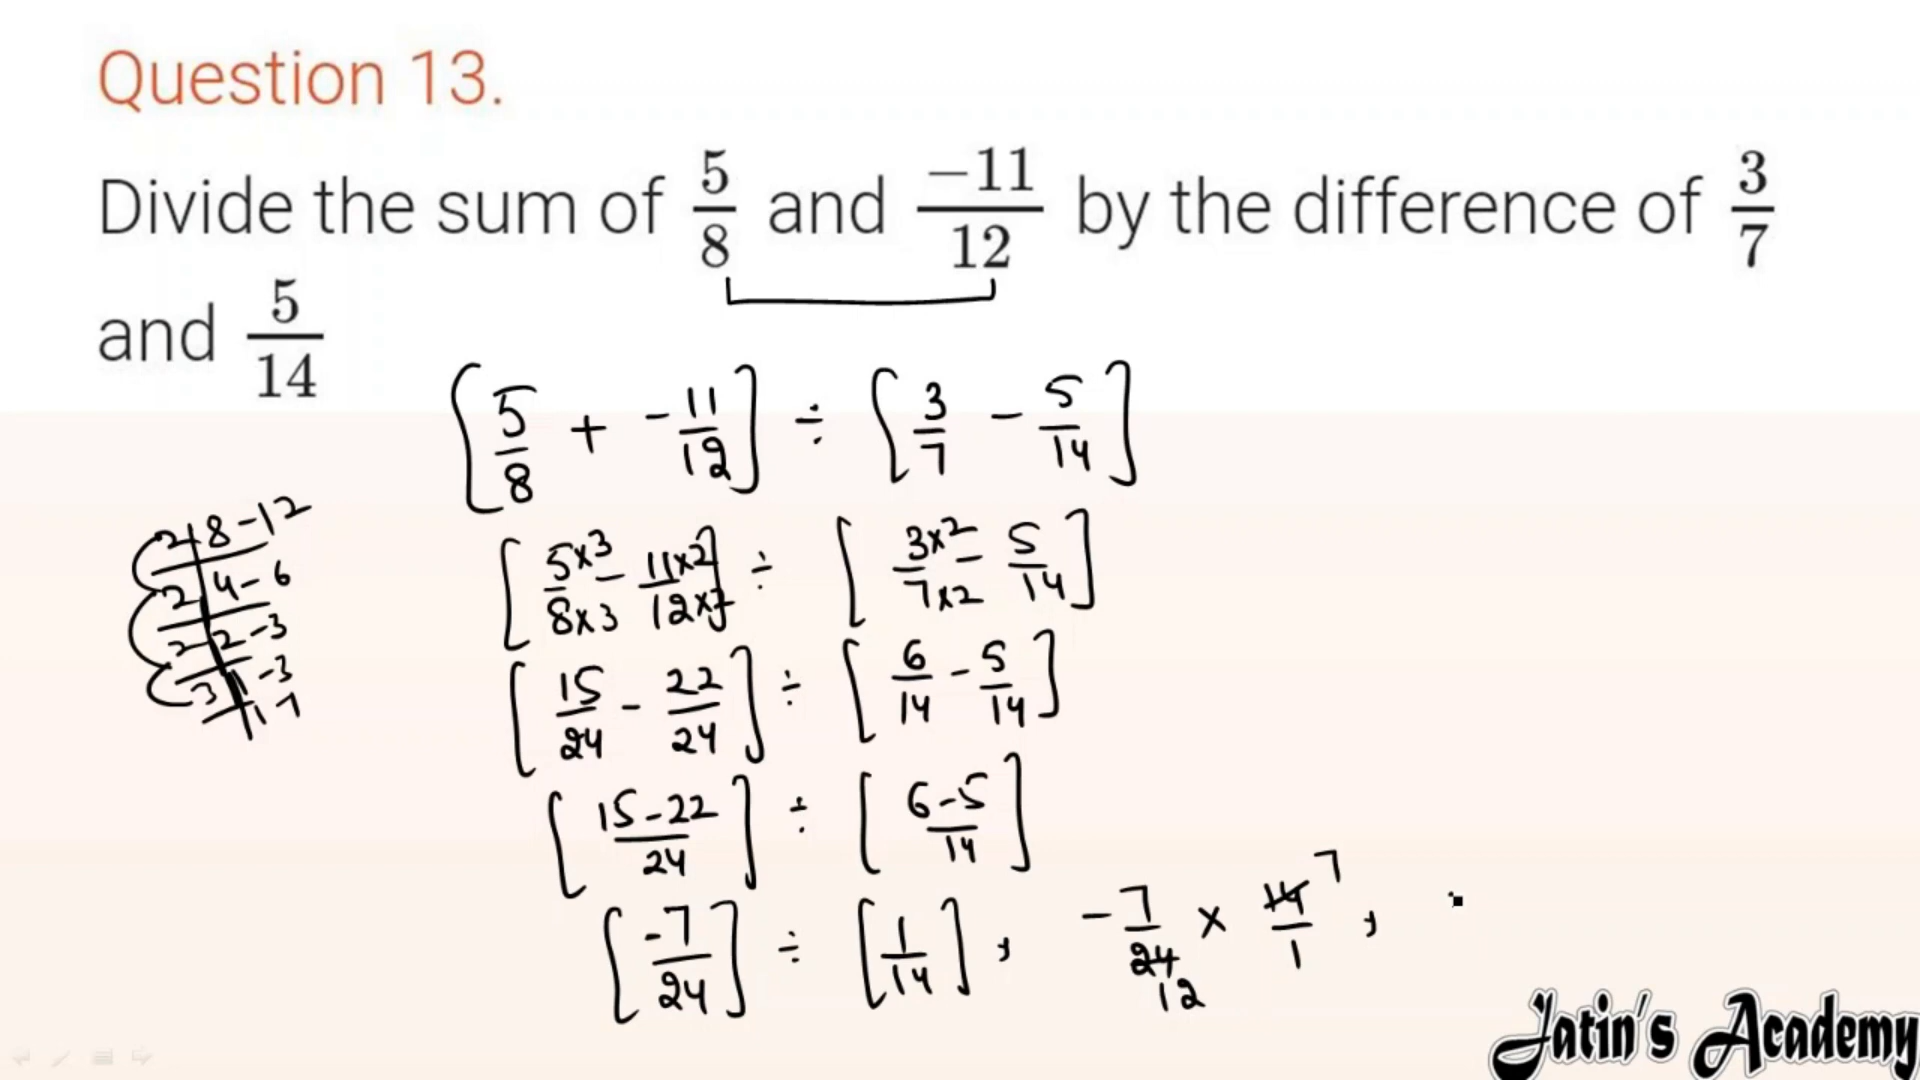 Question 13.
Divide the sum of 5/8 and -11/12 by the difference of 3/7
and 5/14
[5/8 + -11/12] ÷ [3/7 - 5/14]
2 | 8 - 12
2 | 4 - 6
2 | 2 - 3
3 | 1 - 3
1 - 1
[5×3/8×3 - 11×2/12×2] ÷ [3×2/7×2 - 5/14]
[15/24 - 22/24] ÷ [6/14 - 5/14]
[15-22/24] ÷ [6-5/14]
[-7/24] ÷ [1/14] , -7/24 12 × 14 7/1 ,
Jatin's Academy